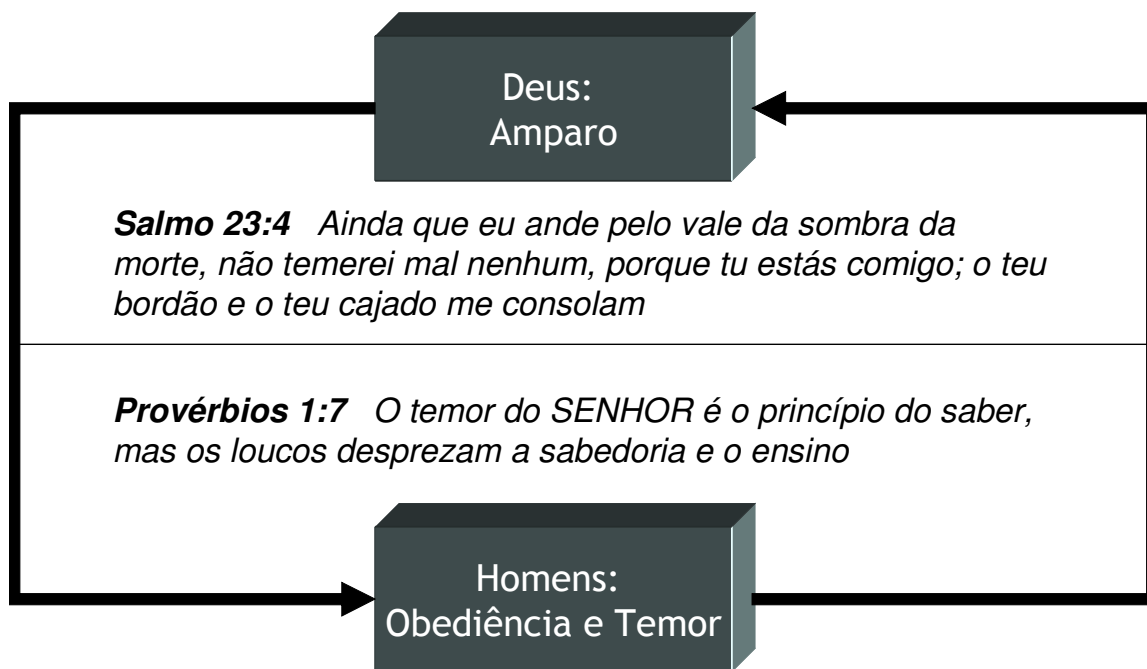 Deus:
Amparo
Salmo 23:4 Ainda que eu ande pelo vale da sombra da
morte, não temerei mal nenhum, porque tu estás comigo; o teu
bordão e o teu cajado me consolam
Provérbios 1:7 O temor do SENHOR é o princípio do saber,
mas os loucos desprezam a sabedoria e o ensino
Homens:
Obediência e Temor